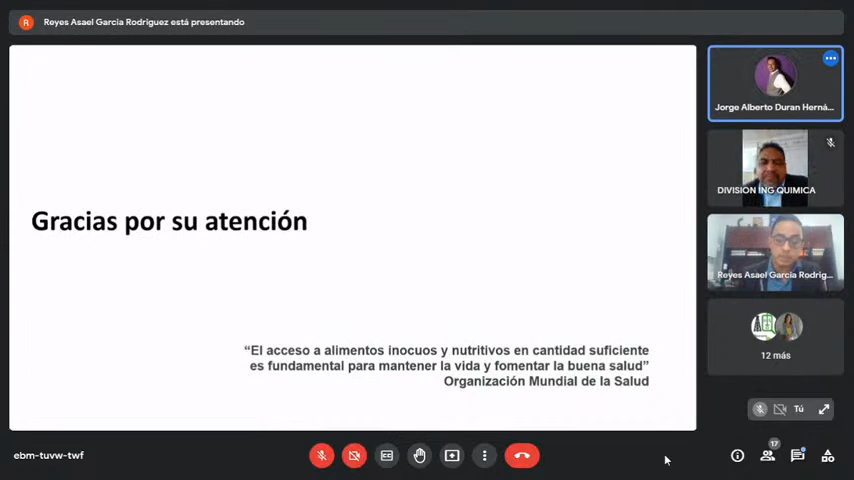 R
Reyes Asael Garcia Rodriguez está presentando
Jorge Alberto Duran Herná...
DIVISION ING QUIMICA
Gracias por su atención
Reyes Asael Garcia Rodrig...
“El acceso a alimentos inocuos y nutritivos en cantidad suficiente
es fundamental para mantener la vida y fomentar la buena salud”
Organización Mundial de la Salud
12 más
Tú
ebm-tuvw-twf
17